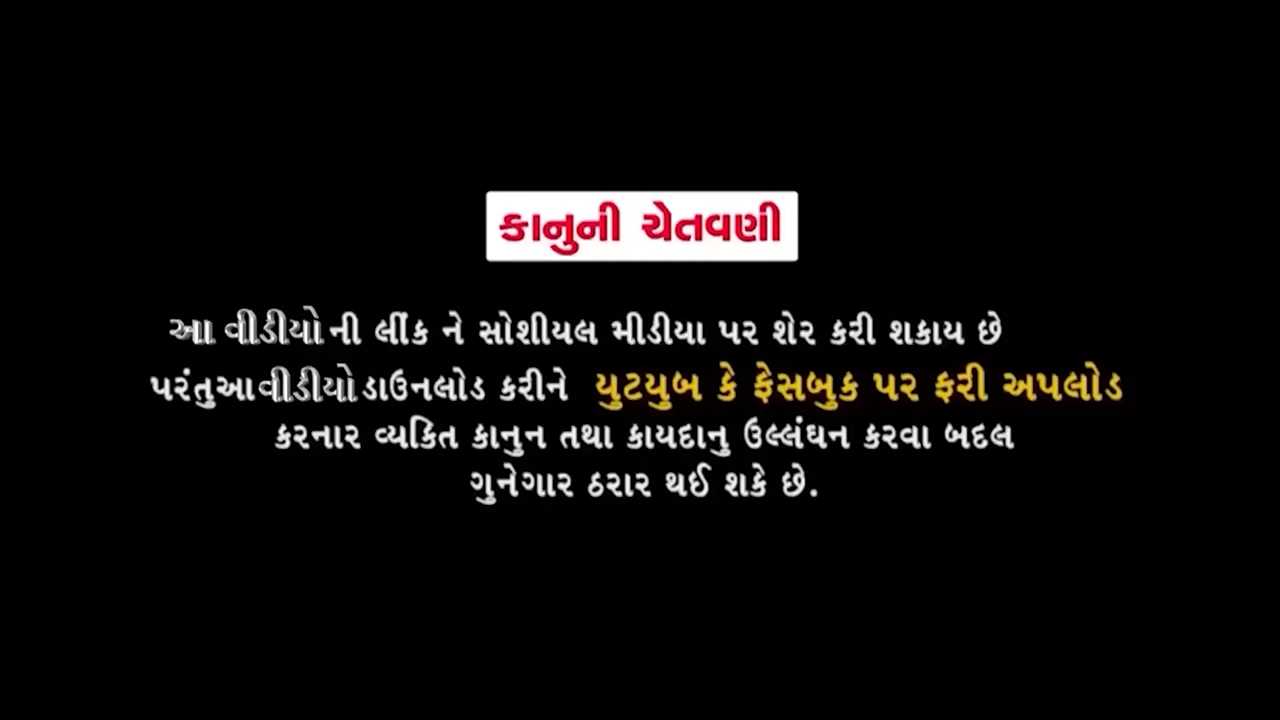 કાનુની ચેતવણી
આ વીડીયો ની લીંક ને સોશીયલ મીડીયા પર શેર કરી શકાય છે
પરંતુઆવીડીયો ડાઉનલોડ કરીને યુટયુબ કે ફેસબુક પર ફરી અપલોડ
કરનાર વ્યકિત કાનુન તથા કાયદાનુ ઉલ્લંઘન કરવા બદલ
ગુનેગાર ઠરાર થઈ શકે છે.